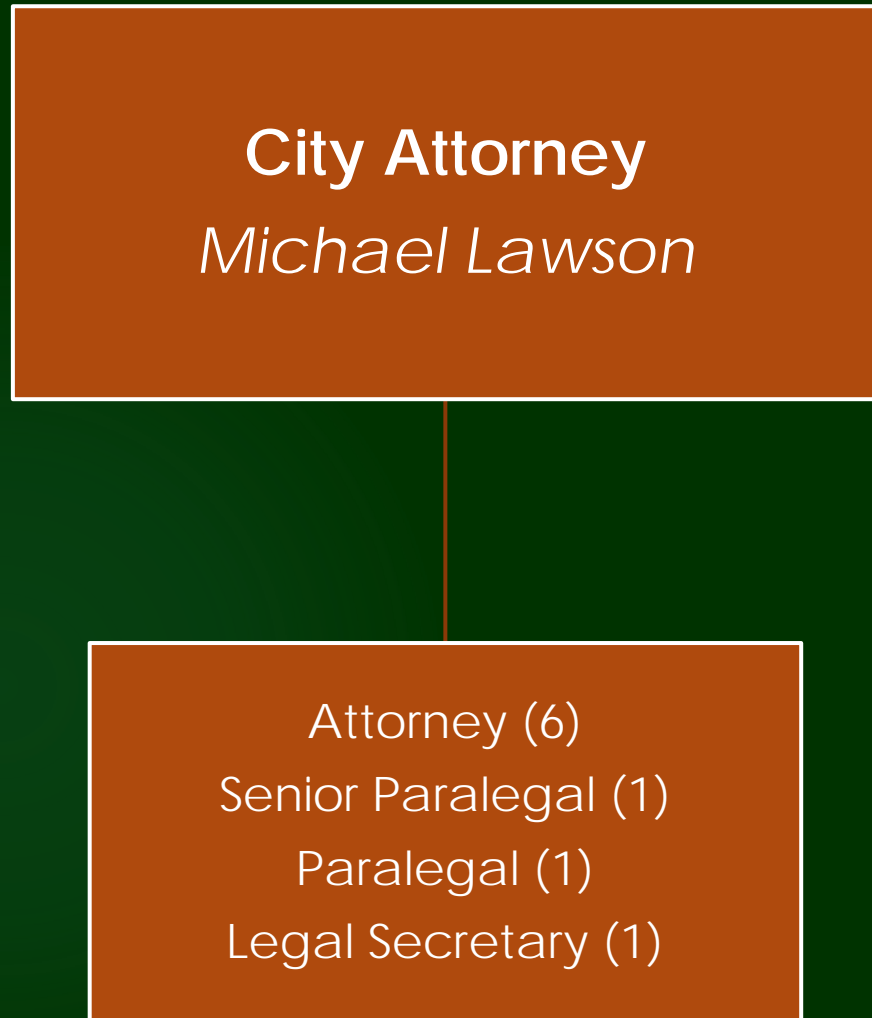 City Attorney
Michael Lawson
Attorney (6)
Senior Paralegal (1)
Paralegal (1)
Legal Secretary (1)